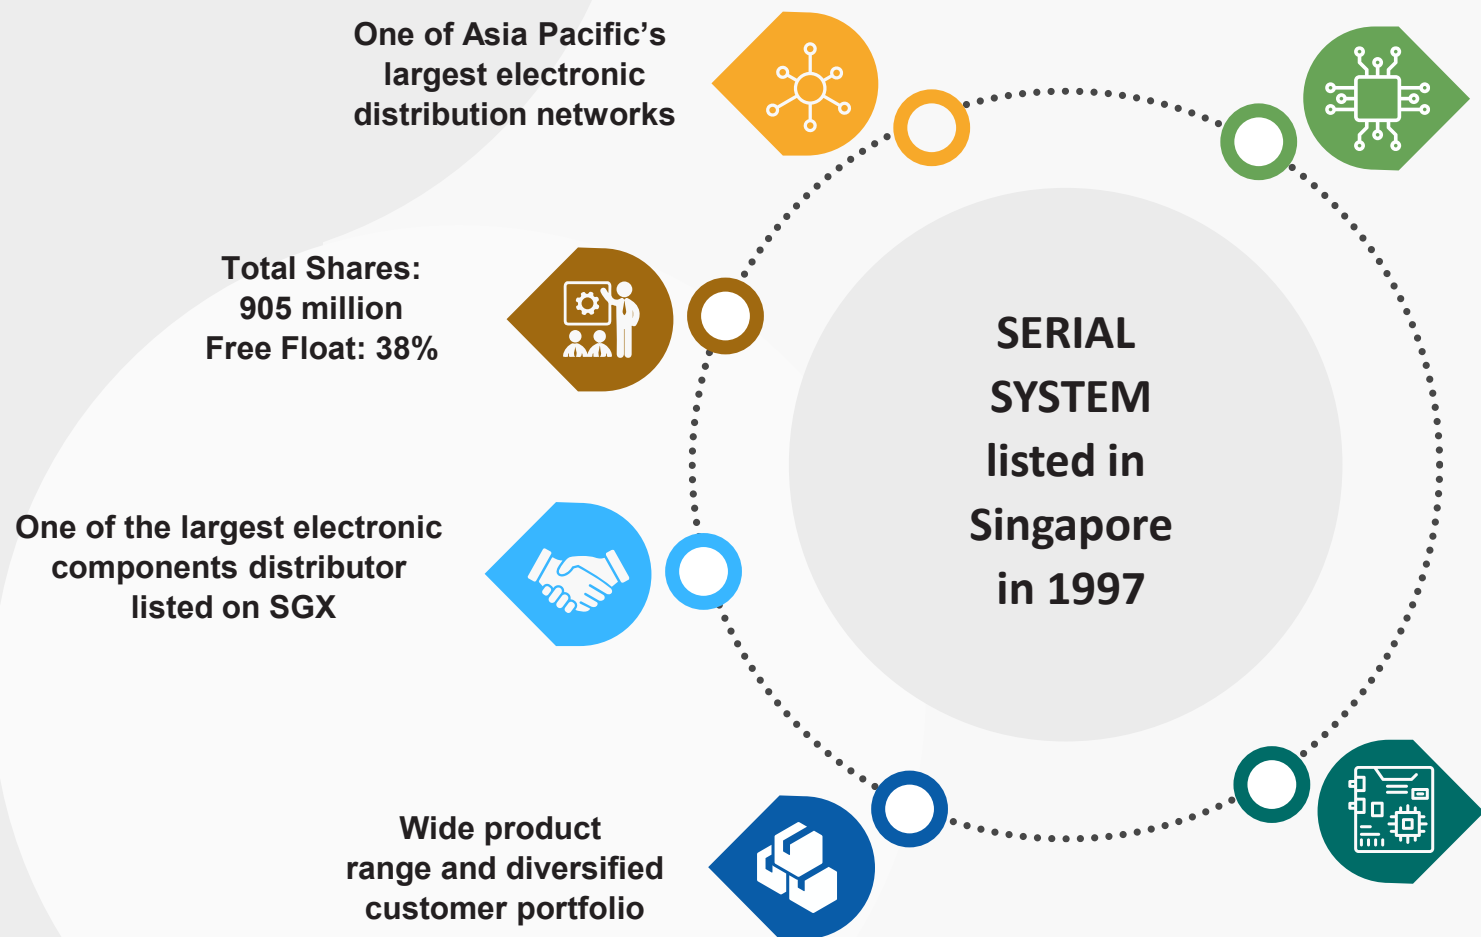 One of Asia Pacific’s
largest electronic
distribution networks
Total Shares:
905 million
Free Float: 38%
One of the largest electronic
components distributor
listed on SGX
Wide product
range and diversified
customer portfolio
SERIAL
SYSTEM
listed in
Singapore
in 1997